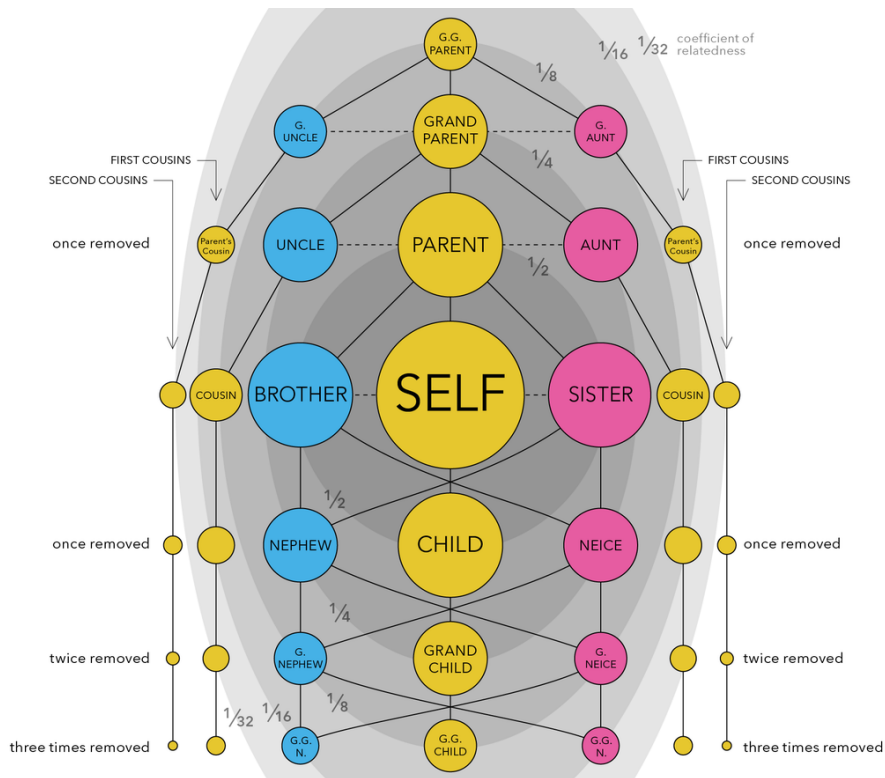 G.G.
PARENT
1/16 1/32 coefficient of
relatedness
1/8
G.
UNCLE
GRAND
PARENT
G.
AUNT
1/4
FIRST COUSINS
FIRST COUSINS
SECOND COUSINS
SECOND COUSINS
once removed
Parent's
Cousin
UNCLE
PARENT
AUNT
Parent's
Cousin
once removed
1/2
COUSIN
BROTHER
SELF
SISTER
COUSIN
1/2
once removed
NEPHEW
CHILD
NEICE
once removed
1/4
twice removed
G.
NEPHEW
GRAND
CHILD
G.
NEICE
twice removed
1/32 1/16 1/8
three times removed
G.G.
N.
G.G.
CHILD
G.G.
N.
three times removed